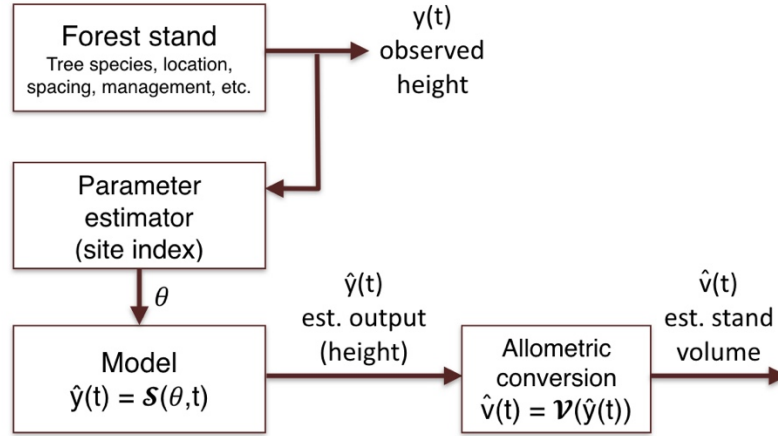 Forest stand
Tree species, location,
spacing, management, etc.
y(t)
observed
height
Parameter
estimator
(site index)
θ
Model
ŷ(t) = S(θ,t)
ŷ(t)
est. output
(height)
Allometric
conversion
v̂(t) = V(ŷ(t))
v̂(t)
est. stand
volume